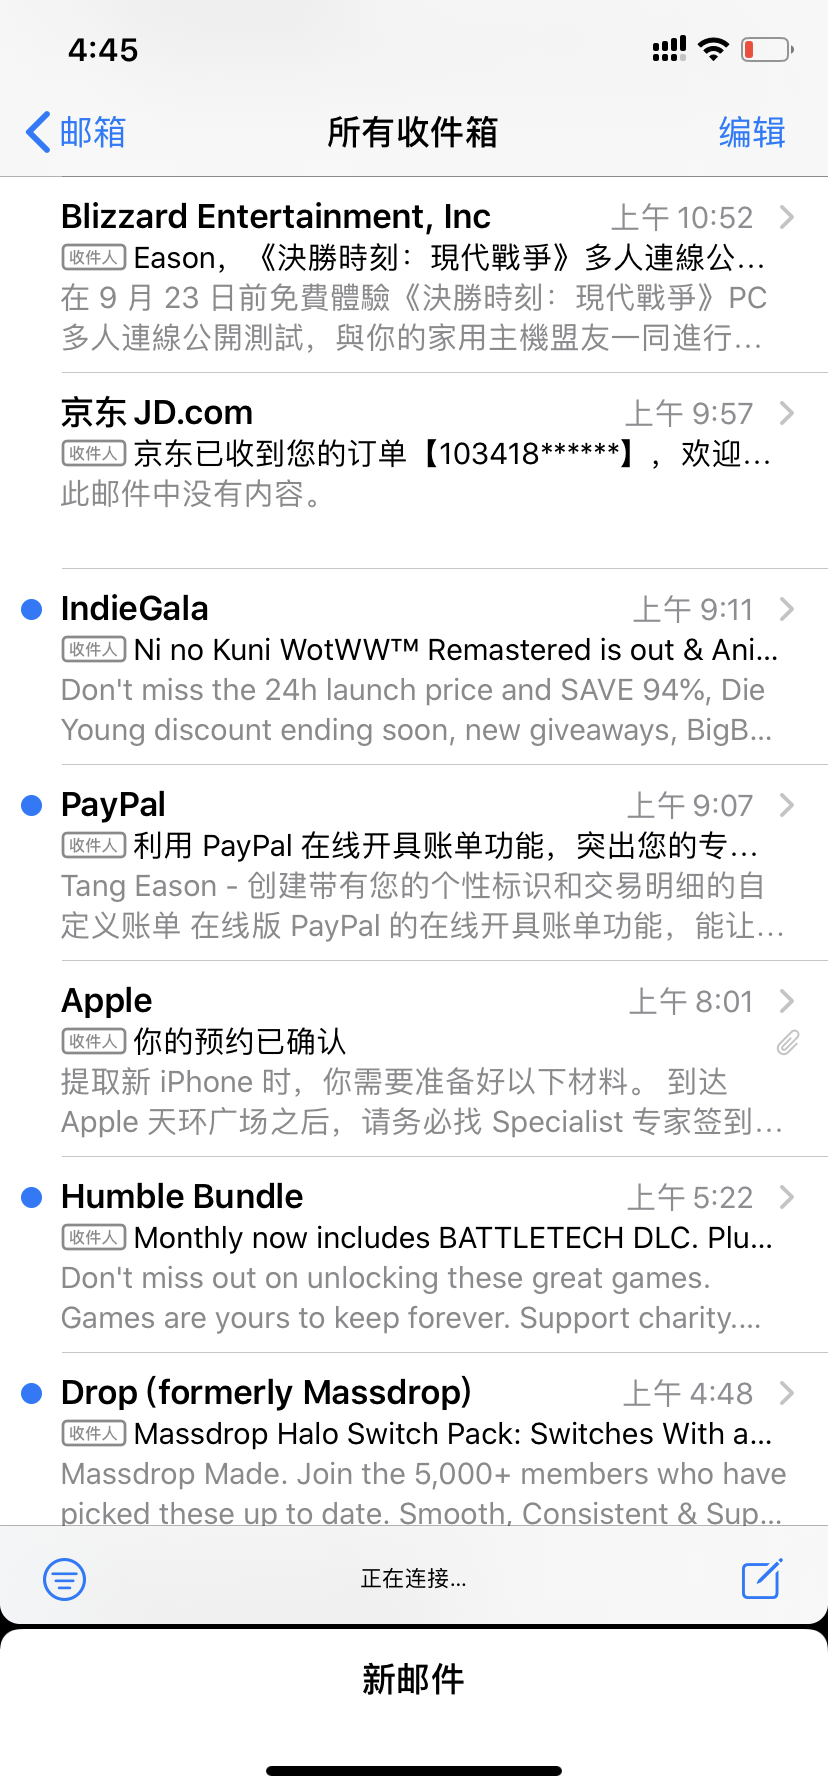 4:45
邮箱
所有收件箱
编辑
Blizzard Entertainment, Inc
上午 10:52
收件人 Eason，《決勝時刻：現代戰爭》多人連線公…
在 9 月 23 日前免費體驗《決勝時刻：現代戰爭》PC
多人連線公開測試，與你的家用主機盟友一同進行…
京东 JD.com
上午 9:57
收件人 京东已收到您的订单【103418******】，欢迎…
此邮件中没有内容。
IndieGala
上午 9:11
收件人 Ni no Kuni WotWW™ Remastered is out & Ani…
Don't miss the 24h launch price and SAVE 94%, Die
Young discount ending soon, new giveaways, BigB…
PayPal
上午 9:07
收件人 利用 PayPal 在线开具账单功能，突出您的专…
Tang Eason - 创建带有您的个性标识和交易明细的自
定义账单 在线版 PayPal 的在线开具账单功能，能让…
Apple
上午 8:01
收件人 你的预约已确认
提取新 iPhone 时，你需要准备好以下材料。 到达
Apple 天环广场之后，请务必找 Specialist 专家签到…
Humble Bundle
上午 5:22
收件人 Monthly now includes BATTLETECH DLC. Plu…
Don't miss out on unlocking these great games.
Games are yours to keep forever. Support charity.…
Drop (formerly Massdrop)
上午 4:48
收件人 Massdrop Halo Switch Pack: Switches With a…
Massdrop Made. Join the 5,000+ members who have
picked these up to date. Smooth, Consistent & Sup…
正在连接...
新邮件